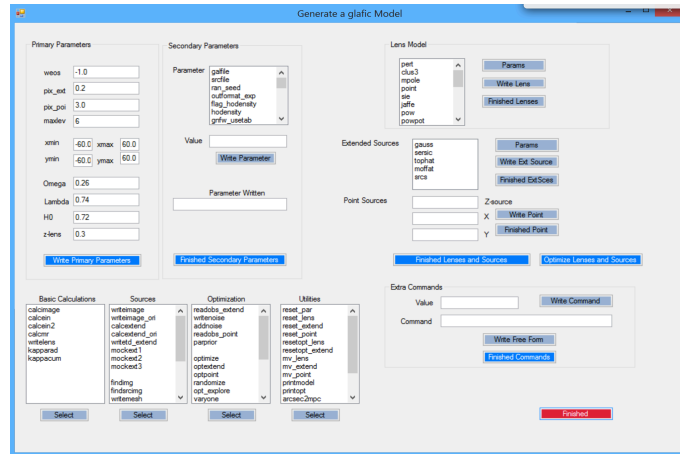 Generate a glafic Model
Primary Parameters
weos -1.0
pix_ext 0.2
pix_poi 3.0
maxlev 6
xmin -60.0 xmax 60.0
ymin -60.0 ymax 60.0
Omega 0.26
Lambda 0.74
H0 0.72
z-lens 0.3
Write Primary Parameters
Secondary Parameters
Parameter
galfile
srcfile
ran_seed
outformat_exp
flag_hodensity
hodensity
gnfw_usetab
Value
Write Parameter
Parameter Written
Finished Secondary Parameters
Lens Model
pert
clus3
mpole
point
sie
jaffe
pow
powpot
Params
Write Lens
Finished Lenses
Extended Sources
gauss
sersic
tophat
moffat
srcs
Params
Write Ext Source
Finished ExtSces
Point Sources
Z-source
X
Y
Write Point
Finished Point
Finished Lenses and Sources
Optimize Lenses and Sources
Basic Calculations
calcimage
calcein
calcein2
calcmr
writelens
kapparad
kappacum
Select
Sources
writeimage
writeimage_ori
calcextend
calcextend_ori
writetd_extend
mockext1
mockext2
mockext3
findimg
findsrcimg
writemesh
Select
Optimization
readobs_extend
writenoise
addnoise
readobs_point
parprior
optimize
optextend
optpoint
randomize
opt_explore
varyone
Select
Utilities
reset_par
reset_lens
reset_extend
reset_point
resetopt_lens
resetopt_extend
mv_lens
mv_extend
mv_point
printmodel
printopt
arcsec2mpc
Select
Extra Commands
Value
Write Command
Command
Write Free Form
Finished Commands
Finished